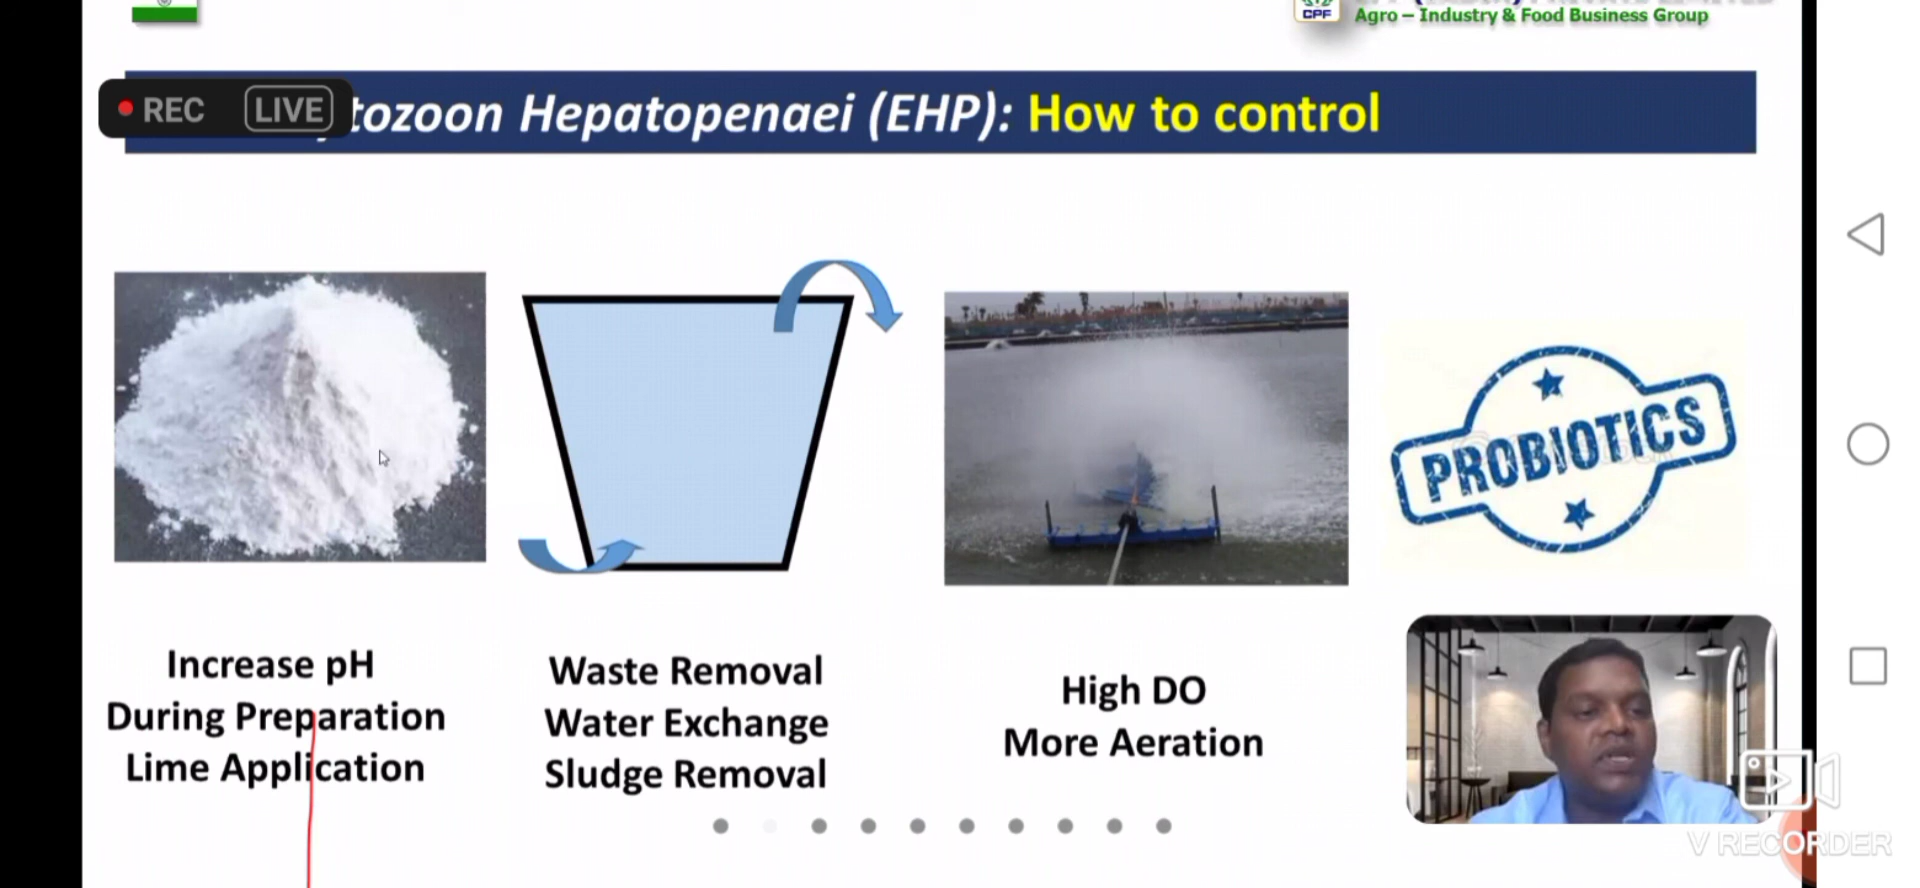 CPF
Agro – Industry & Food Business Group
REC LIVE
tozoon Hepatopenaei (EHP): How to control
PROBIOTICS
Increase pH
During Preparation
Lime Application
Waste Removal
Water Exchange
Sludge Removal
High DO
More Aeration
V RECORDER